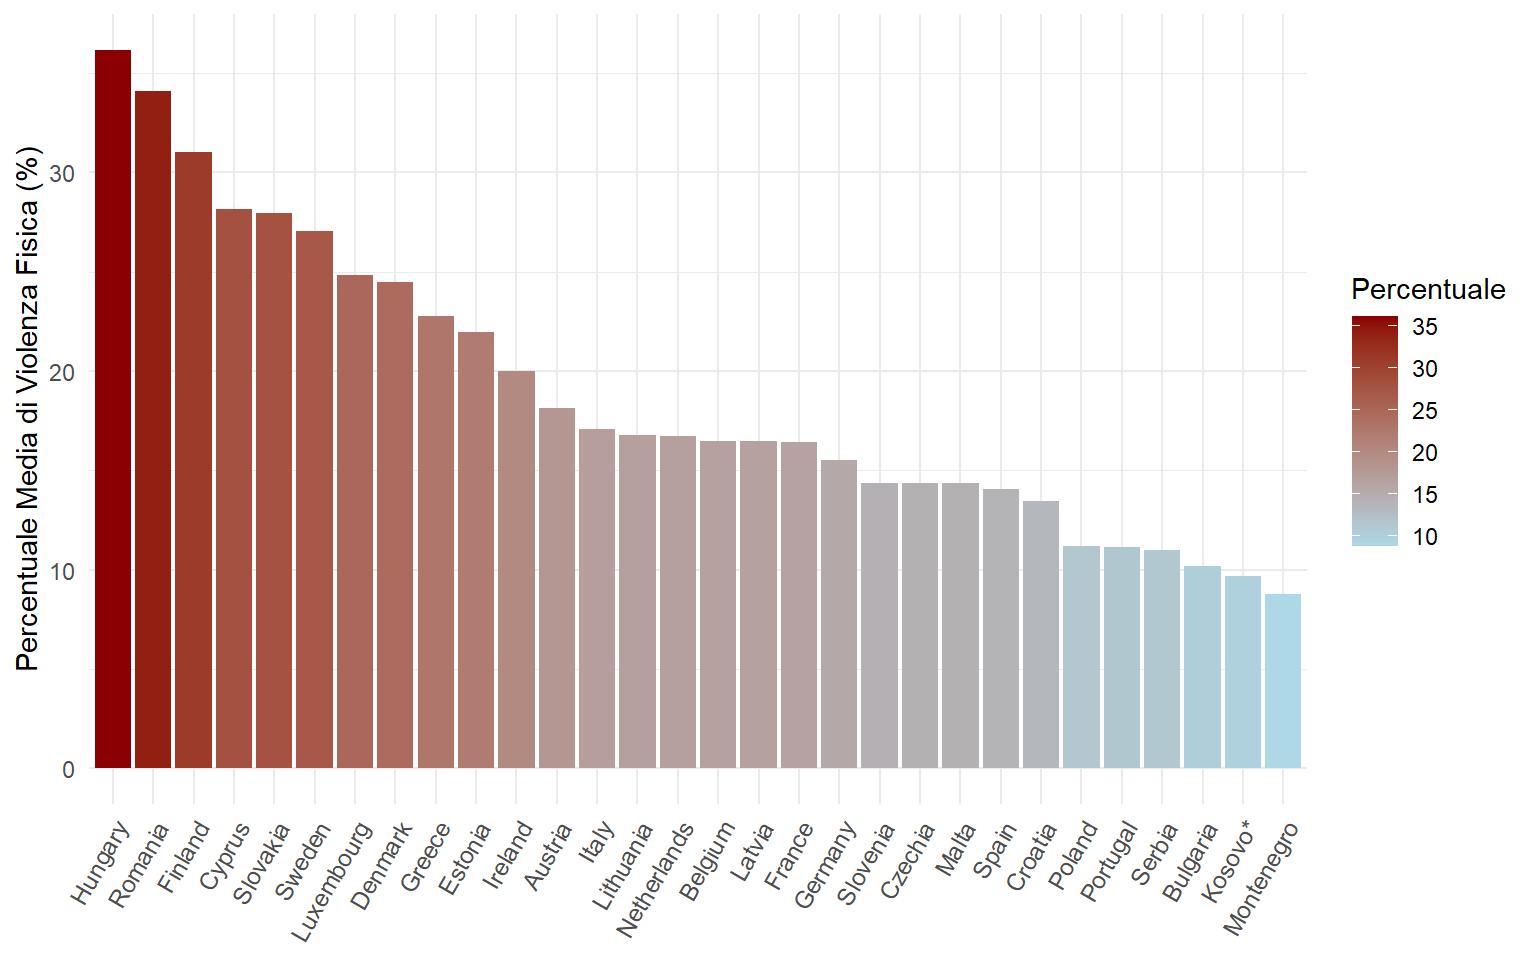 Percentuale Media di Violenza Fisica (%)
30
20
10
0
Hungary
Romania
Finland
Cyprus
Slovakia
Sweden
Luxembourg
Denmark
Greece
Estonia
Ireland
Austria
Italy
Lithuania
Netherlands
Belgium
Latvia
France
Germany
Slovenia
Czechia
Malta
Spain
Croatia
Poland
Portugal
Serbia
Bulgaria
Kosovo*
Montenegro
Percentuale
35
30
25
20
15
10